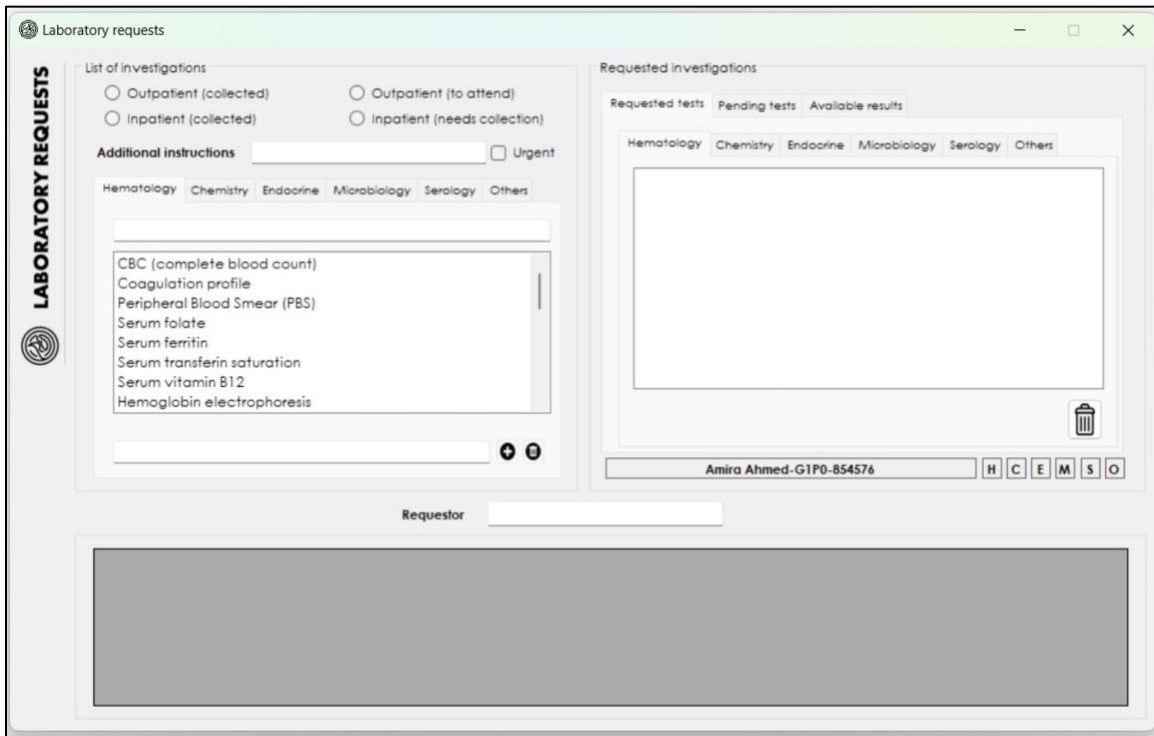 Laboratory requests
LABORATORY REQUESTS
List of investigations
Outpatient (collected)
Outpatient (to attend)
Inpatient (collected)
Inpatient (needs collection)
Additional instructions
Urgent
Hematology Chemistry Endocrine Microbiology Serology Others
CBC (complete blood count)
Coagulation profile
Peripheral Blood Smear (PBS)
Serum folate
Serum ferritin
Serum transferin saturation
Serum vitamin B12
Hemoglobin electrophoresis
Requested investigations
Requested tests Pending tests Available results
Hematology Chemistry Endocrine Microbiology Serology Others
Amira Ahmed-G1P0-854576
H C E M S O
Requestor